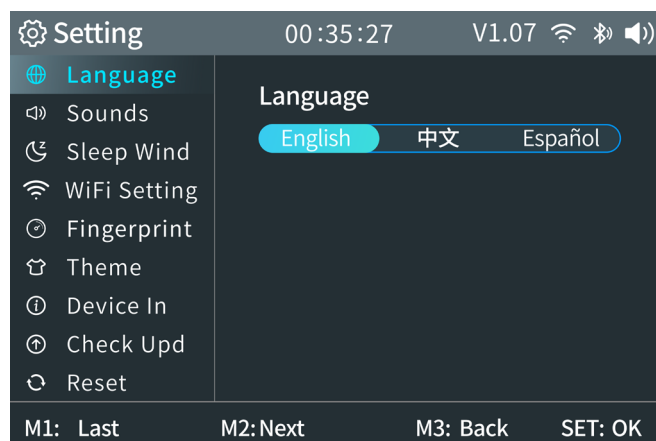 Setting 00:35:27 V1.07
Language
Sounds
Sleep Wind
WiFi Setting
Fingerprint
Theme
Device In
Check Upd
Reset
Language
English 中文 Español
M1: Last M2: Next M3: Back SET: OK